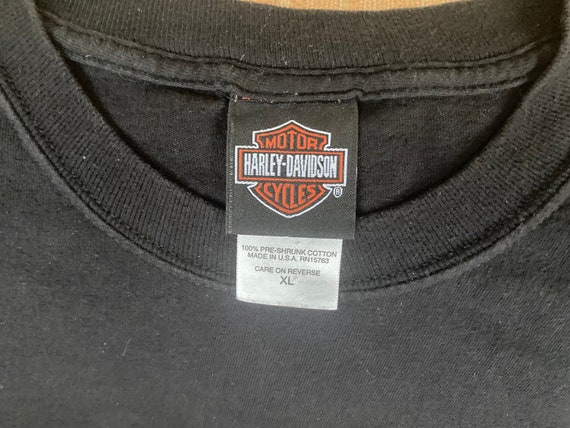 MOTOR
HARLEY-DAVIDSON
CYCLES
®
100% PRE-SHRUNK COTTON
MADE IN U.S.A. RN15763
CARE ON REVERSE
XL